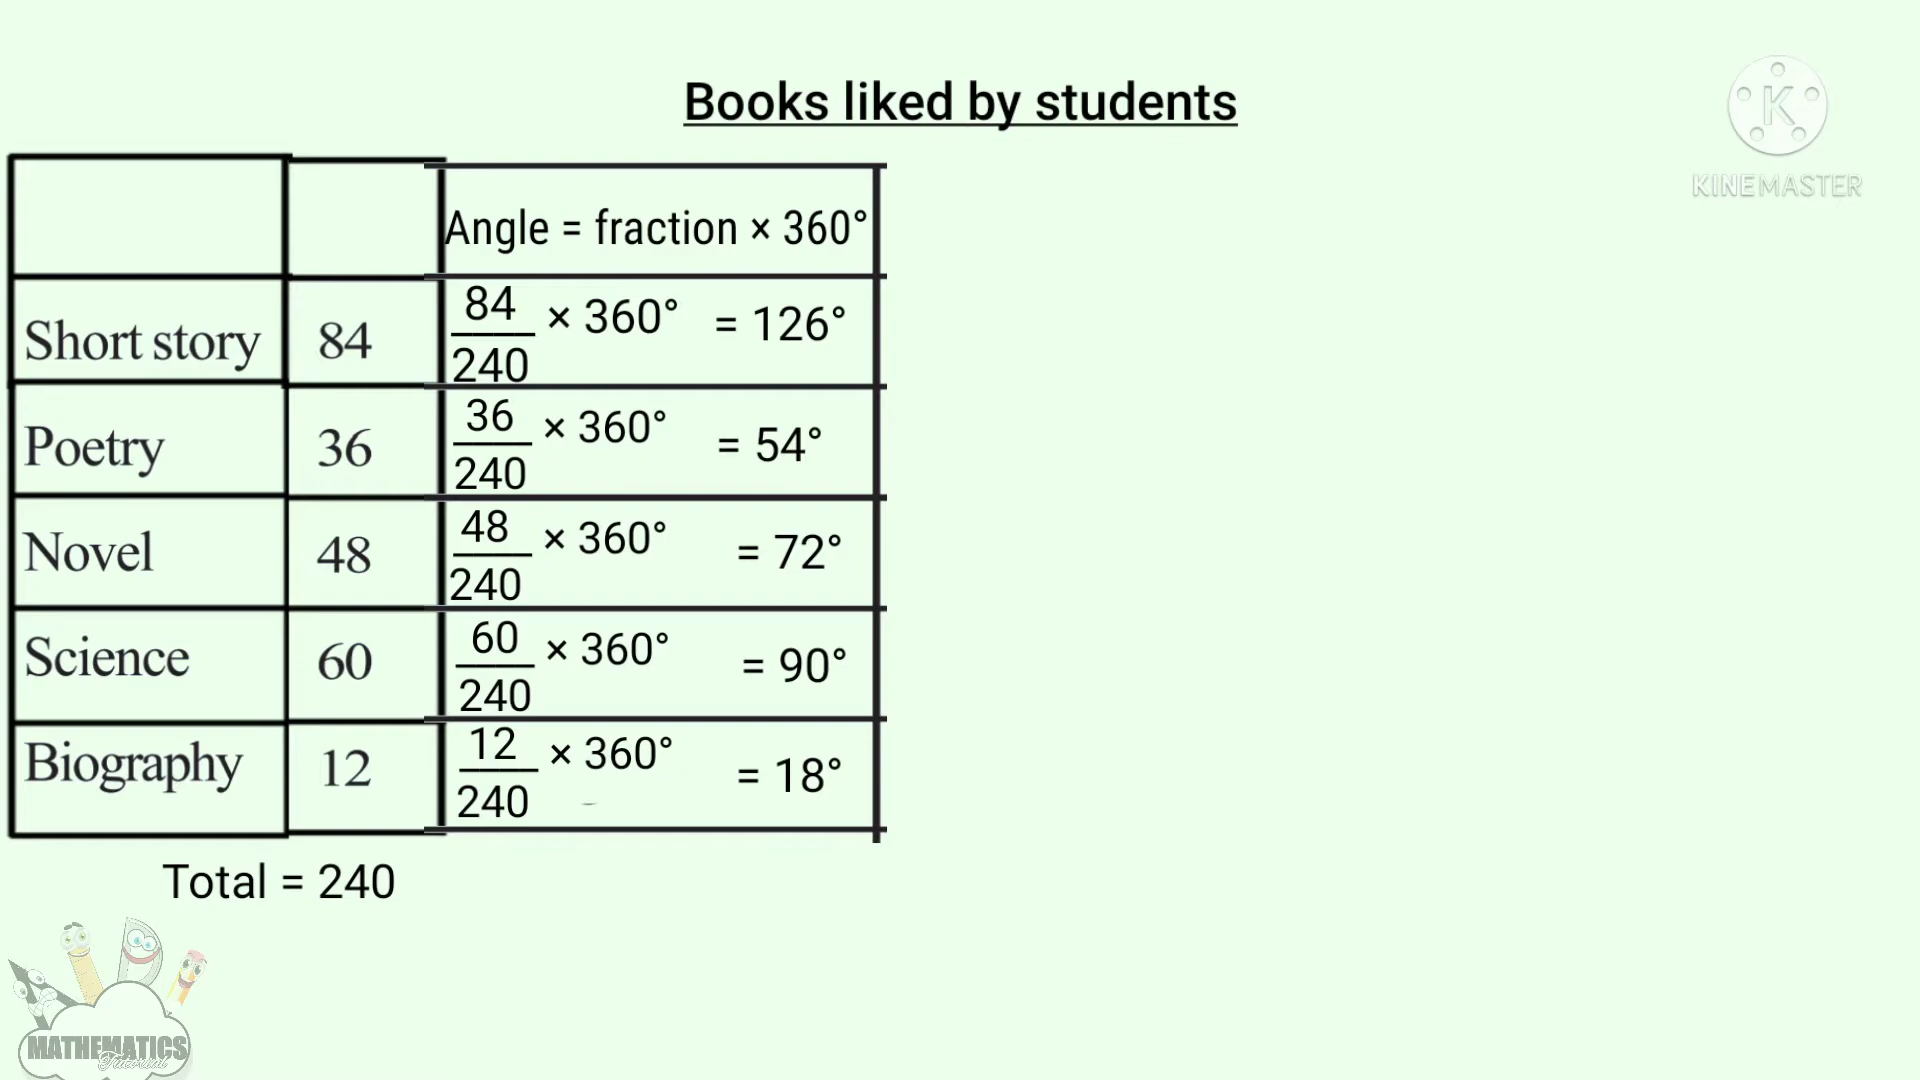 Books liked by students
K
KINEMASTER
Angle = fraction × 360°
Short story 84 84/240 × 360° = 126°
Poetry 36 36/240 × 360° = 54°
Novel 48 48/240 × 360° = 72°
Science 60 60/240 × 360° = 90°
Biography 12 12/240 × 360° = 18°
Total = 240
MATHEMATICS
Tutorial